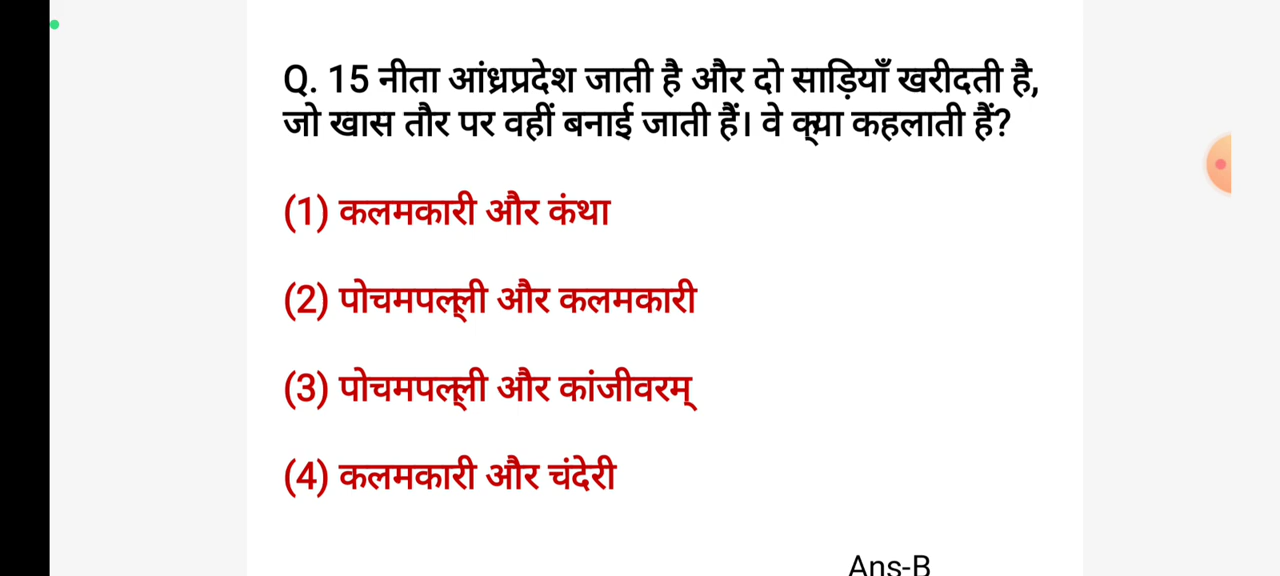 Q. 15 नीता आंध्रप्रदेश जाती है और दो साड़ियाँ खरीदती है,
जो खास तौर पर वहीं बनाई जाती हैं। वे क्या कहलाती हैं?
(1) कलमकारी और कंथा
(2) पोचमपल्ली और कलमकारी
(3) पोचमपल्ली और कांजीवरम्
(4) कलमकारी और चंदेरी
Ans-B